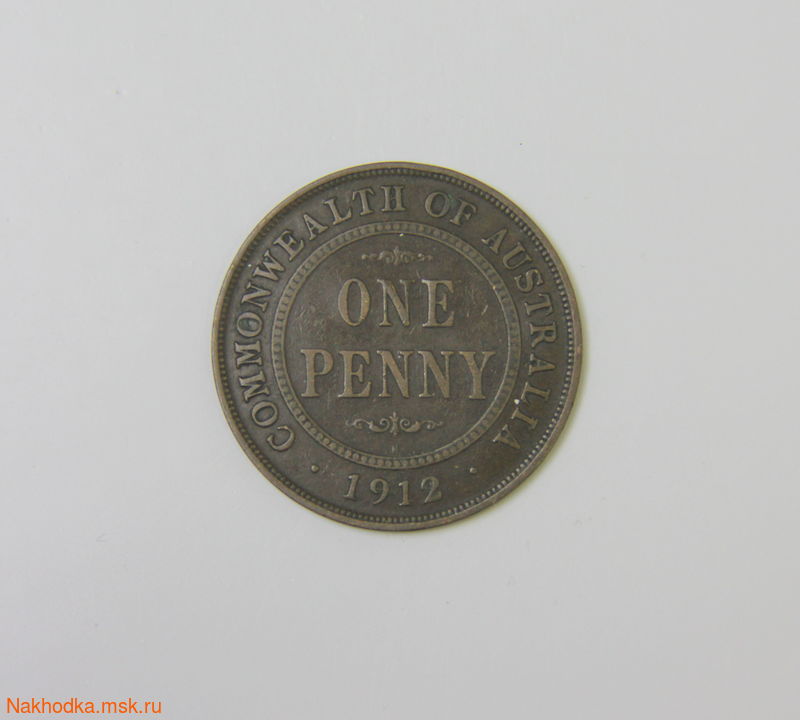 COMMONWEALTH OF AUSTRALIA
ONE
PENNY
H
· 1912 ·
Nakhodka.msk.ru